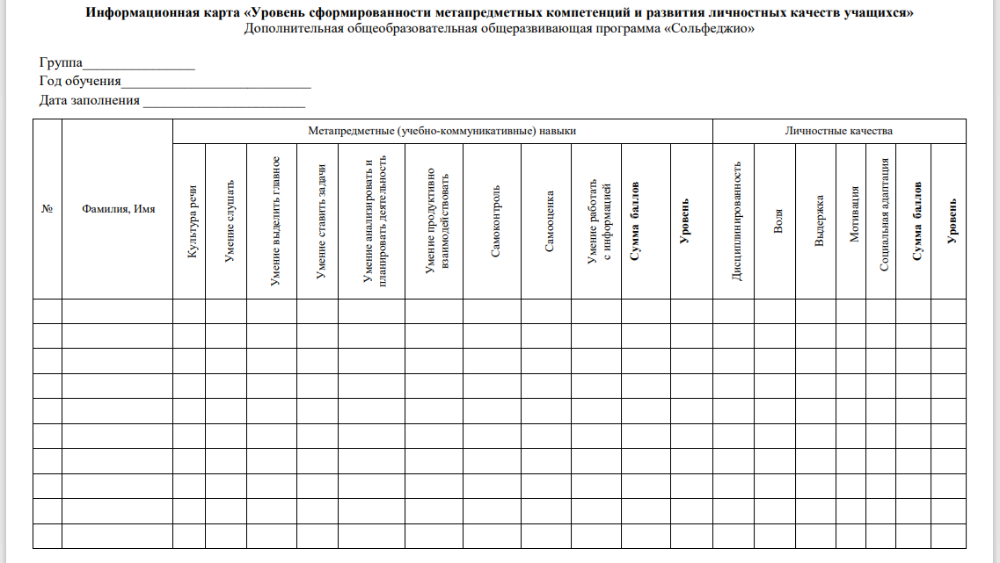 Информационная карта «Уровень сформированности метапредметных компетенций и развития личностных качеств учащихся»
Дополнительная общеобразовательная общеразвивающая программа «Сольфеджио»
Группа________________
Год обучения___________________________
Дата заполнения _______________________
№
Фамилия, Имя
Метапредметные (учебно-коммуникативные) навыки
Личностные качества
Культура речи
Умение слушать
Умение выделить главное
Умение ставить задачи
Умение анализировать и
планировать деятельность
Умение продуктивно
взаимодействовать
Самоконтроль
Самооценка
Умение работать
с информацией
Сумма баллов
Уровень
Дисциплинированность
Воля
Выдержка
Мотивация
Социальная адаптация
Сумма баллов
Уровень